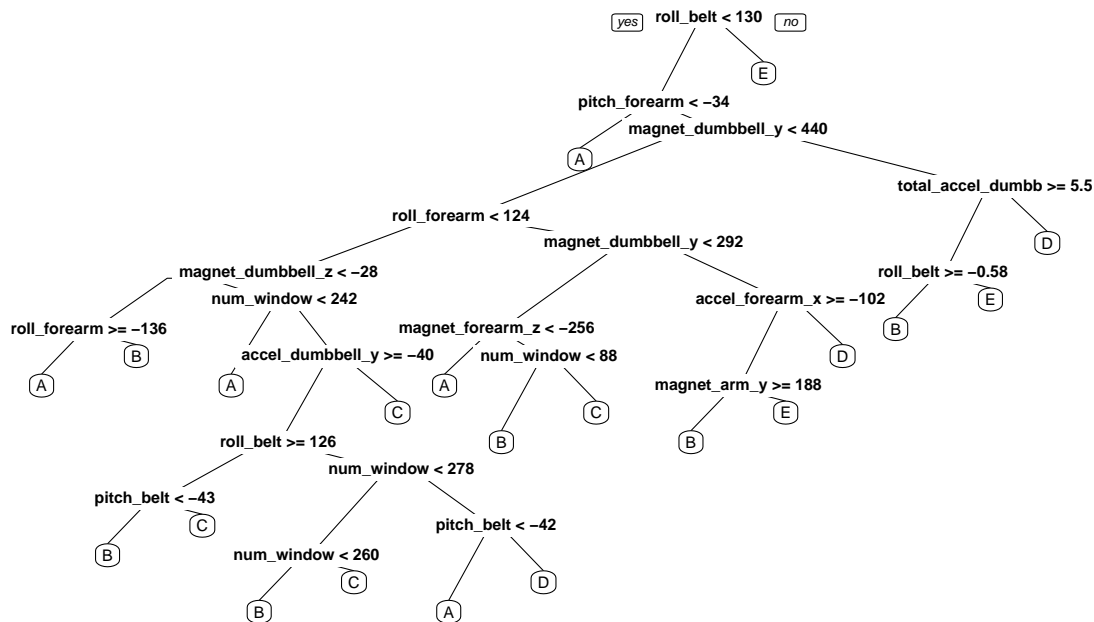 yes roll_belt < 130 no
E
pitch_forearm < −34
magnet_dumbbell_y < 440
A
total_accel_dumbb >= 5.5
roll_forearm < 124
magnet_dumbbell_y < 292
D
magnet_dumbbell_z < −28
roll_belt >= −0.58
num_window < 242
accel_forearm_x >= −102
E
roll_forearm >= −136
magnet_forearm_z < −256
B
B
accel_dumbbell_y >= −40
num_window < 88
D
A
A
A
magnet_arm_y >= 188
C
C
E
B
B
roll_belt >= 126
num_window < 278
pitch_belt < −43
C
pitch_belt < −42
B
num_window < 260
C
D
B
A